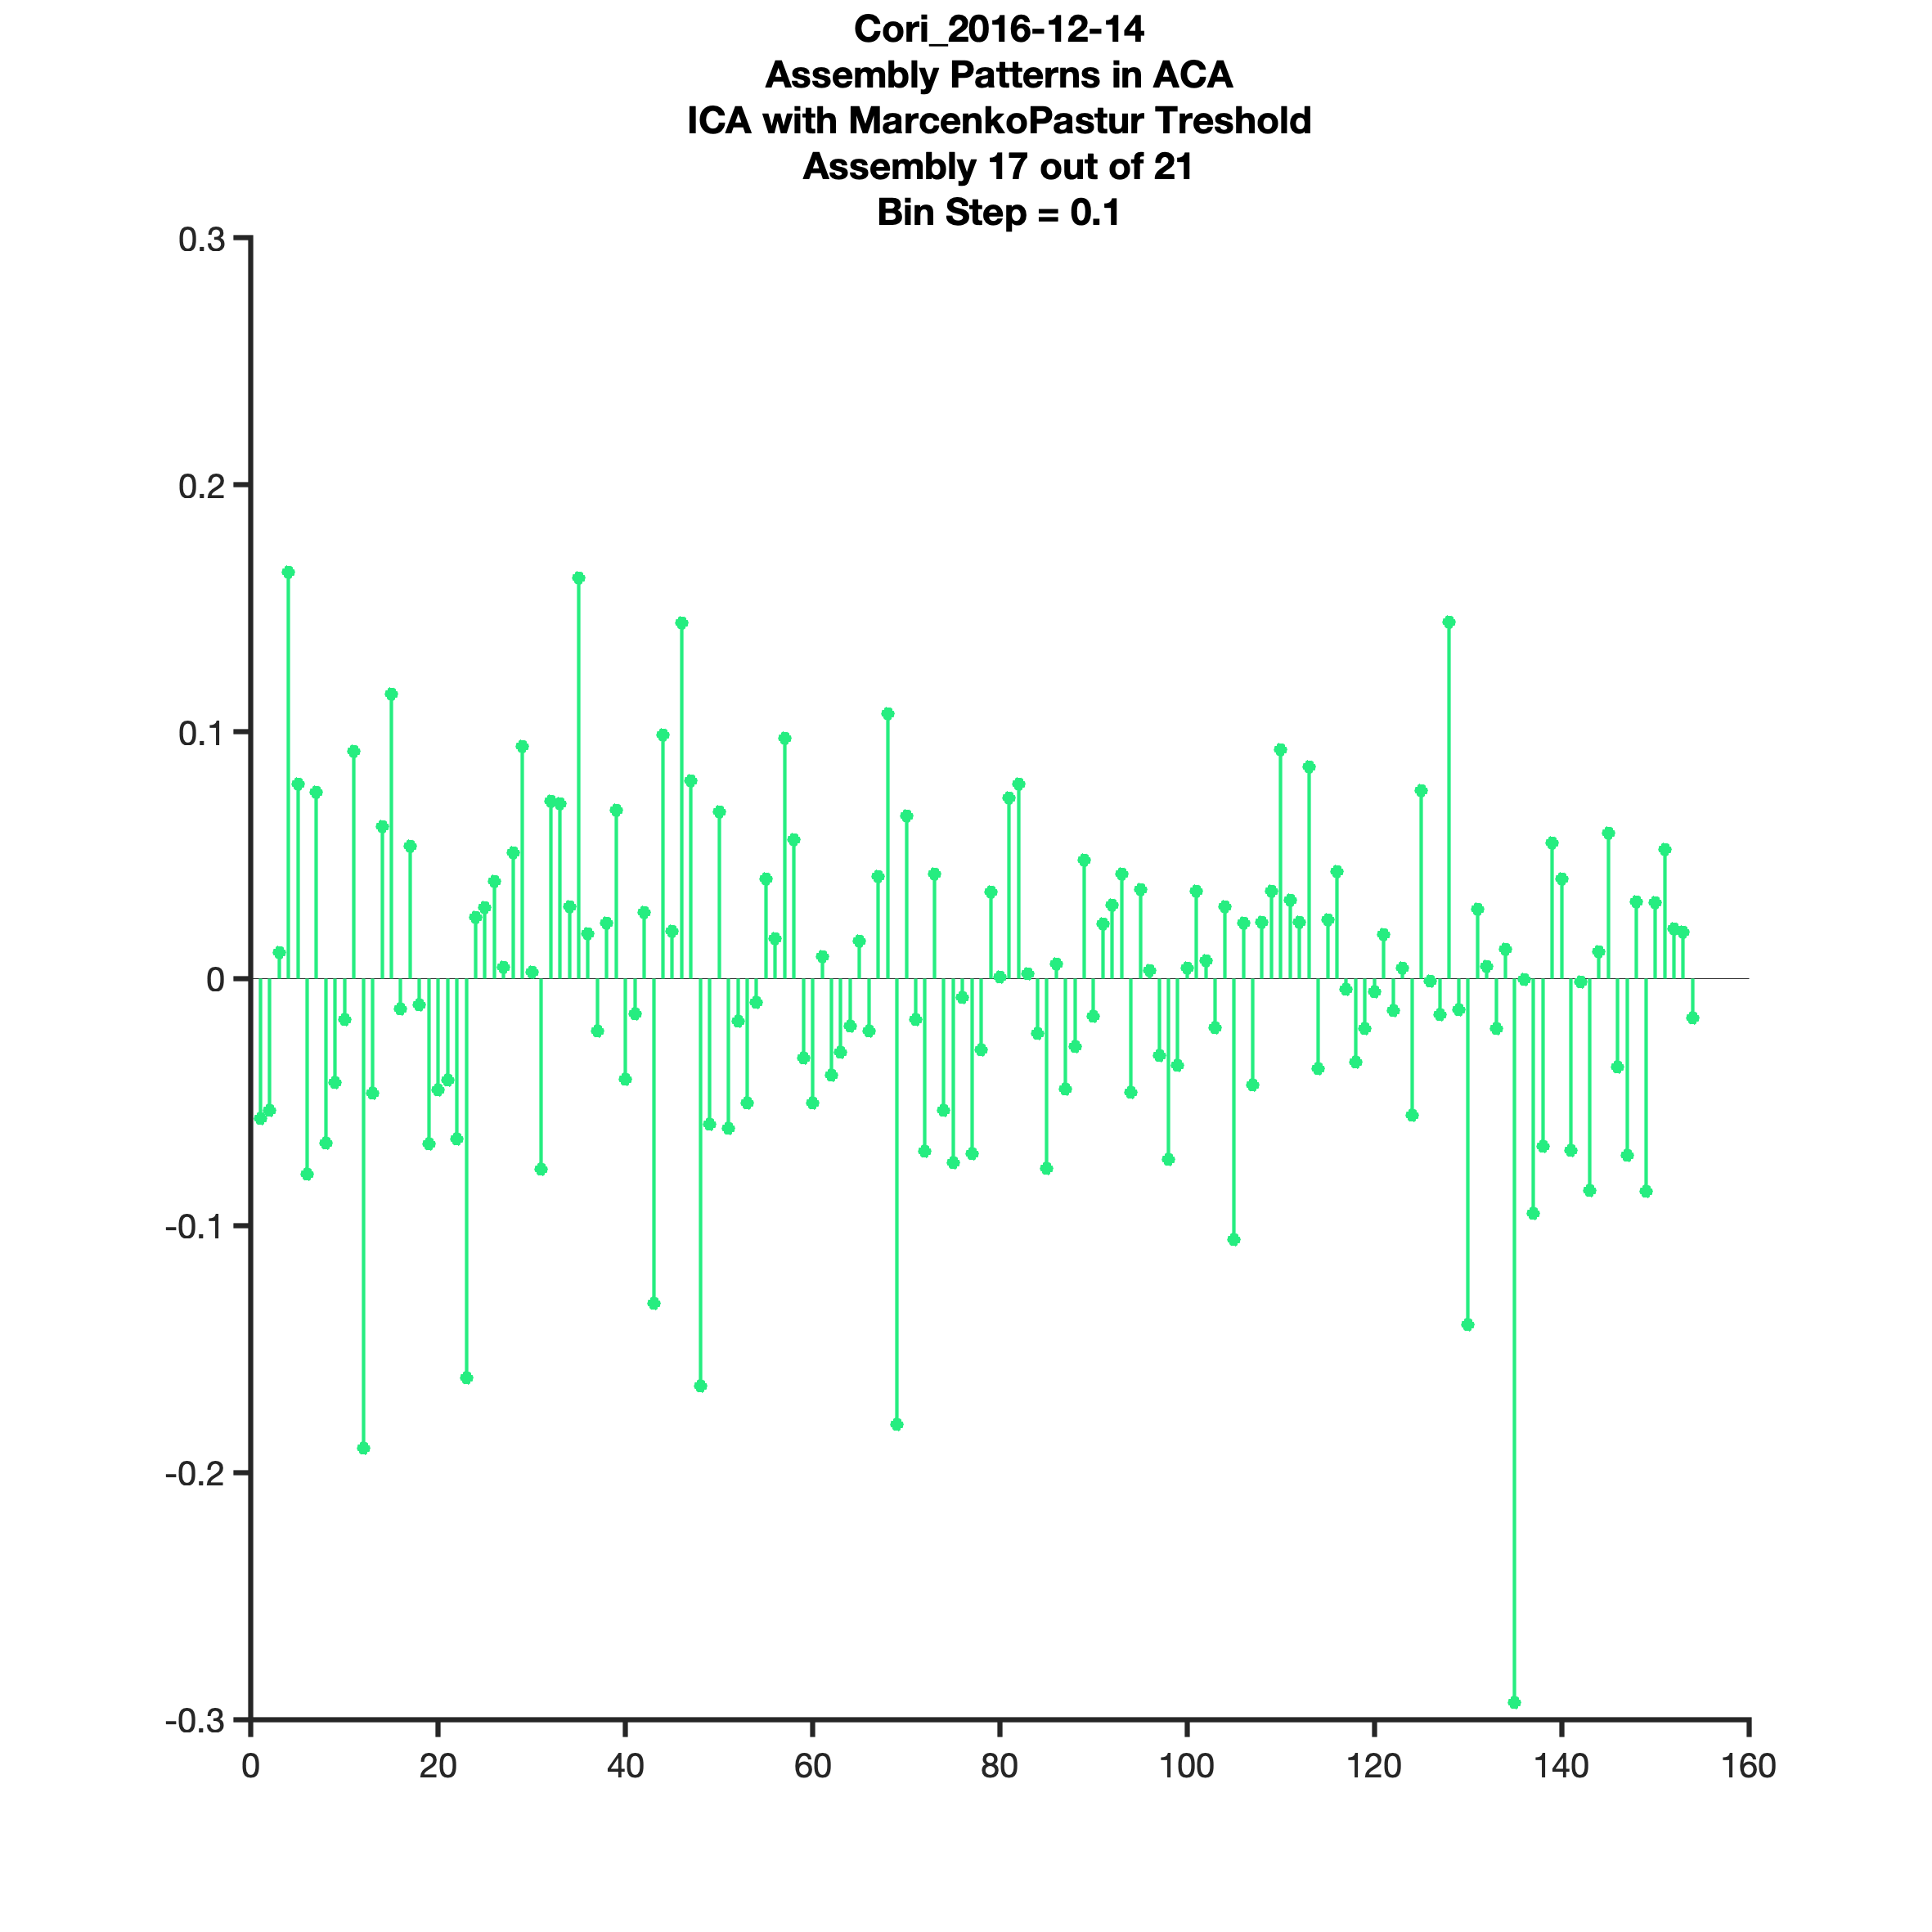 Cori_2016-12-14
Assembly Patterns in ACA
ICA with MarcenkoPastur Treshold
Assembly 17 out of 21
Bin Step = 0.1
0.3
0.2
0.1
0
-0.1
-0.2
-0.3
0 20 40 60 80 100 120 140 160